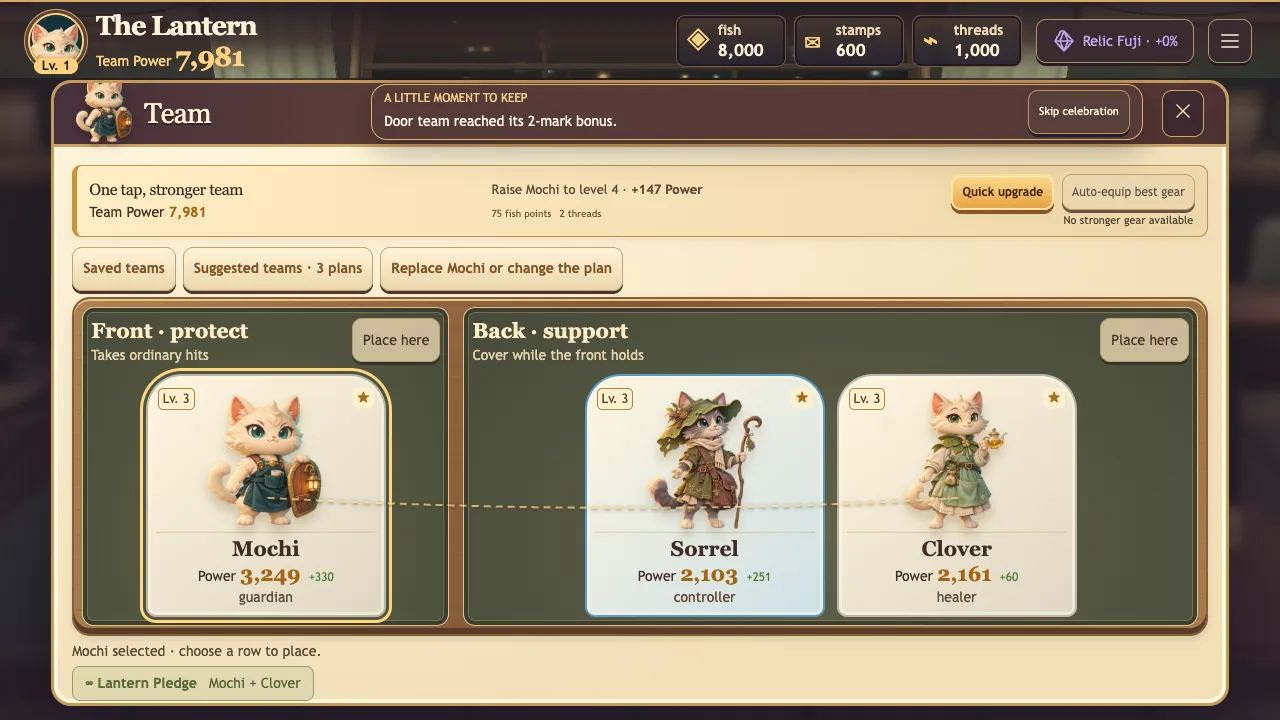 The Lantern
Lv. 1
Team Power 7,981
fish
8,000
stamps
600
threads
1,000
Relic Fuji · +0%
Team
A LITTLE MOMENT TO KEEP
Door team reached its 2-mark bonus.
Skip celebration
One tap, stronger team
Team Power 7,981
Raise Mochi to level 4 · +147 Power
75 fish points 2 threads
Quick upgrade
Auto-equip best gear
No stronger gear available
Saved teams
Suggested teams · 3 plans
Replace Mochi or change the plan
Front · protect
Takes ordinary hits
Place here
Lv. 3
Mochi
Power 3,249 +330
guardian
Back · support
Cover while the front holds
Place here
Lv. 3
Sorrel
Power 2,103 +251
controller
Lv. 3
Clover
Power 2,161 +60
healer
Mochi selected · choose a row to place.
∞ Lantern Pledge Mochi + Clover